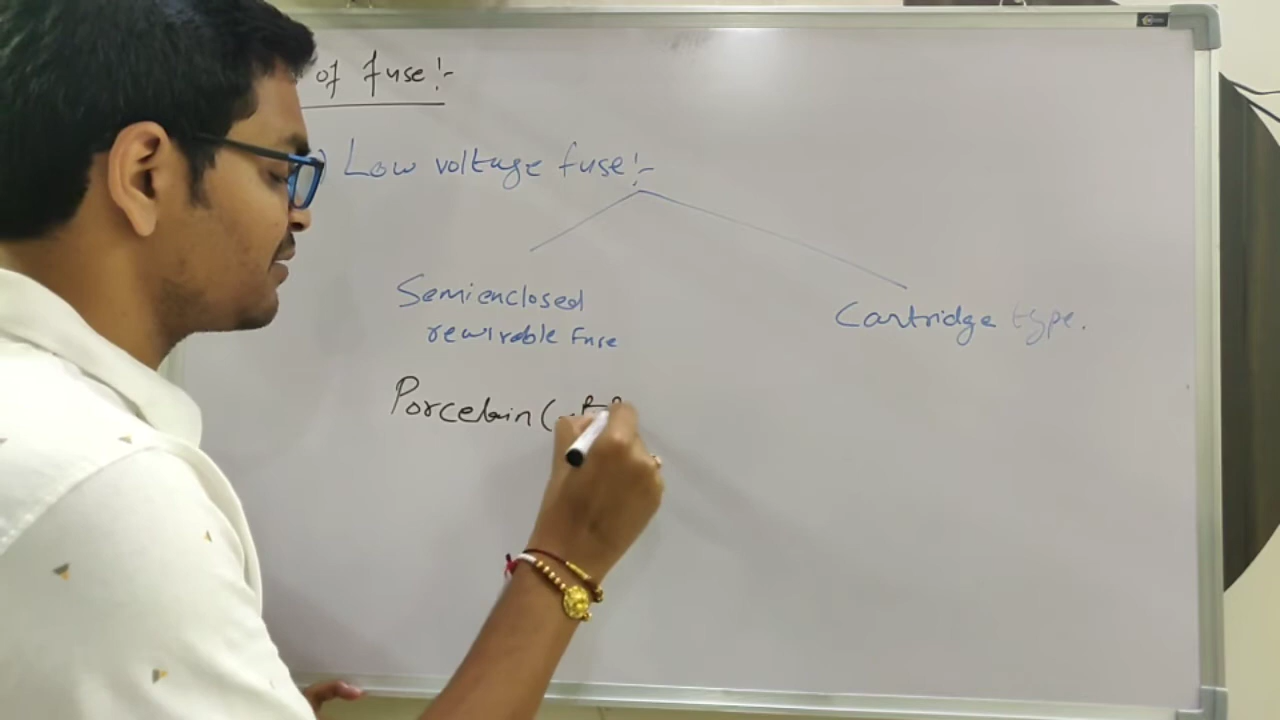 of fuse:-
) Low voltage fuse:-
Semienclosed
rewirable Fuse
Cartridge type.
Porcelain (